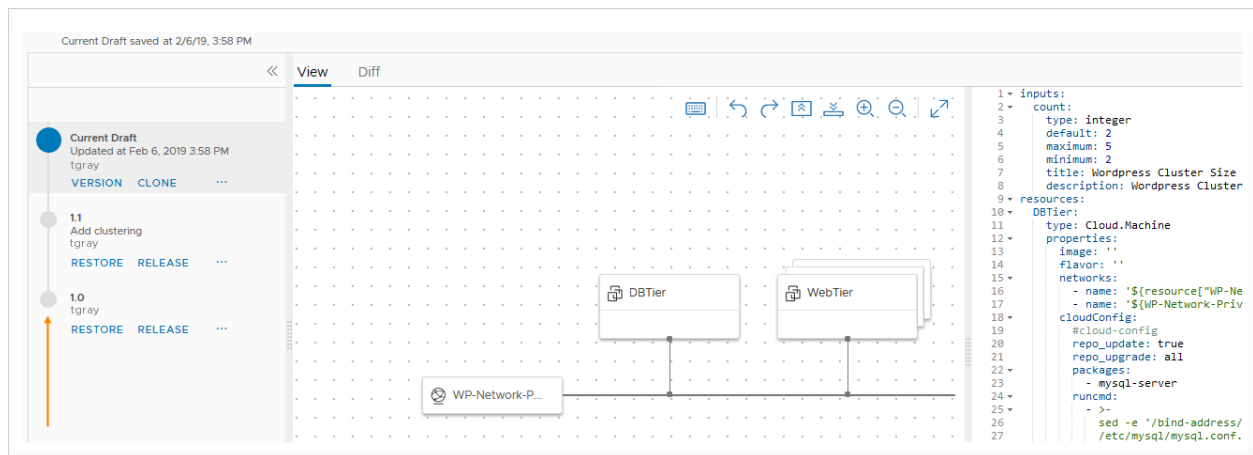 Current Draft saved at 2/6/19, 3:58 PM
View Diff
Current Draft
Updated at Feb 6, 2019 3:58 PM
tgray
VERSION CLONE ...
1.1
Add clustering
tgray
RESTORE RELEASE ...
1.0
tgray
RESTORE RELEASE ...
DBTier
WebTier
WP-Network-P...
1 inputs:
2 count:
3 type: integer
4 default: 2
5 maximum: 5
6 minimum: 2
7 title: Wordpress Cluster Size
8 description: Wordpress Cluster
9 resources:
10 DBTier:
11 type: Cloud.Machine
12 properties:
13 image: ''
14 flavor: ''
15 networks:
16 - name: '${resource["WP-Ne
17 - name: '${WP-Network-Priv
18 cloudConfig:
19 #cloud-config
20 repo_update: true
21 repo_upgrade: all
22 packages:
23 - mysql-server
24 runcmd:
25 - >-
26 sed -e '/bind-address/
27 /etc/mysql/mysql.conf.